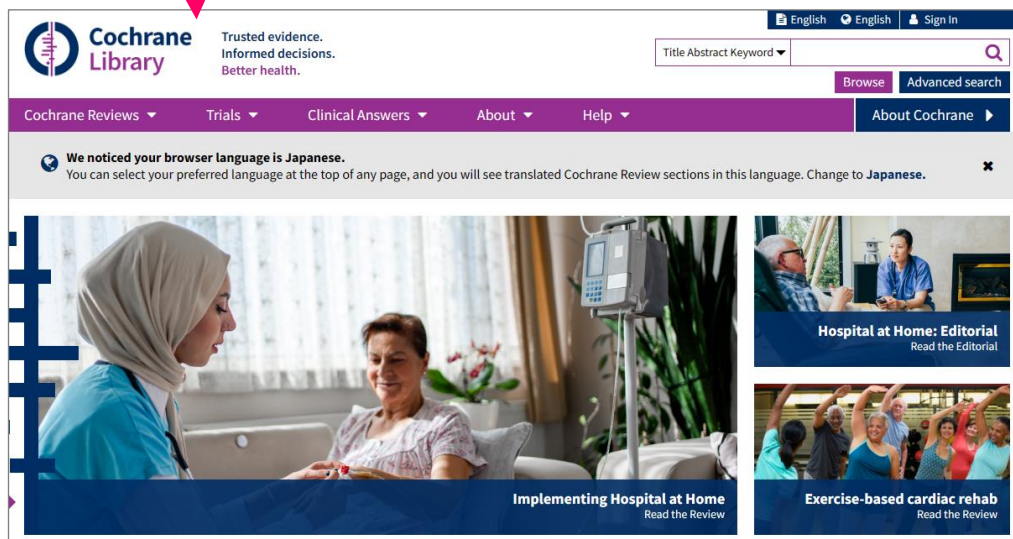 English English Sign In
Cochrane
Library
Trusted evidence.
Informed decisions.
Better health.
Title Abstract Keyword
Browse Advanced search
Cochrane Reviews Trials Clinical Answers About Help About Cochrane
We noticed your browser language is Japanese.
You can select your preferred language at the top of any page, and you will see translated Cochrane Review sections in this language. Change to Japanese.
Hospital at Home: Editorial
Read the Editorial
Implementing Hospital at Home
Read the Review
Exercise-based cardiac rehab
Read the Review